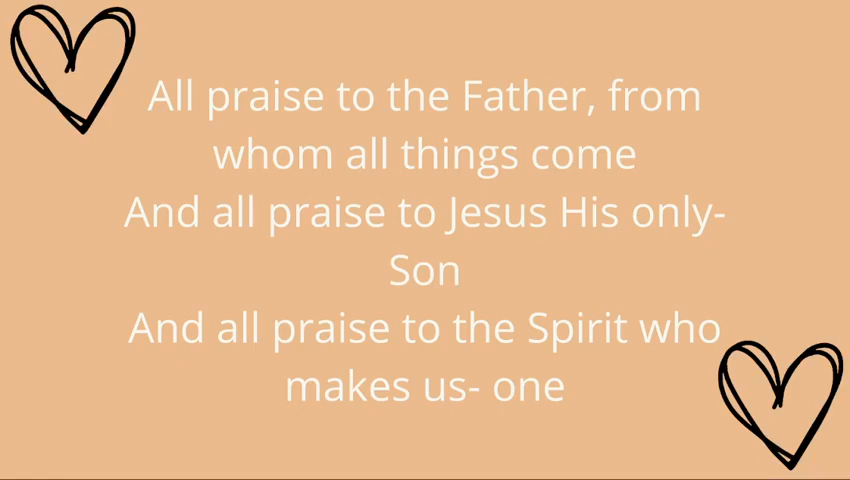 All praise to the Father, from
whom all things come
And all praise to Jesus His only-
Son
And all praise to the Spirit who
makes us- one